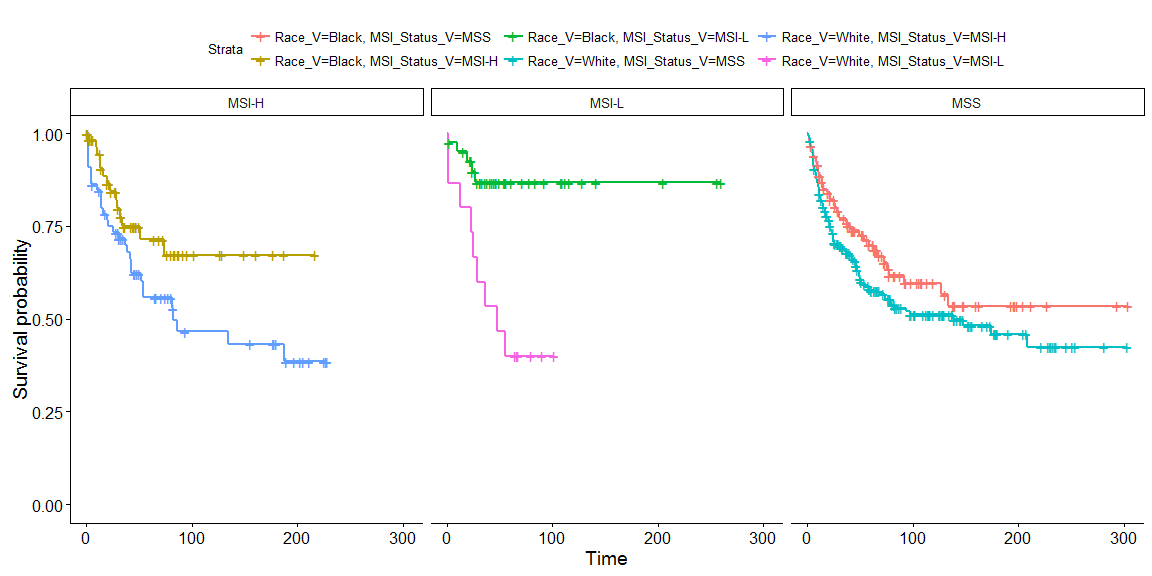 Strata
Race_V=Black, MSI_Status_V=MSS Race_V=Black, MSI_Status_V=MSI-L Race_V=White, MSI_Status_V=MSI-H
Race_V=Black, MSI_Status_V=MSI-H Race_V=White, MSI_Status_V=MSS Race_V=White, MSI_Status_V=MSI-L
MSI-H MSI-L MSS
Survival probability
1.00
0.75
0.50
0.25
0.00
0 100 200 300 0 100 200 300 0 100 200 300
Time